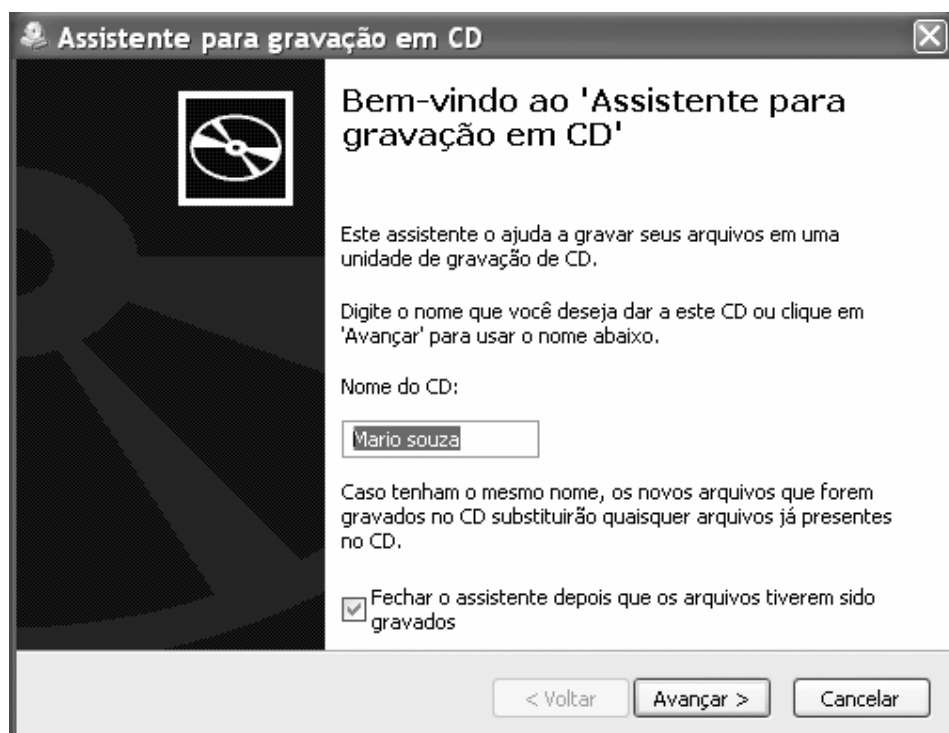 Assistente para gravação em CD
Bem-vindo ao 'Assistente para
gravação em CD'
Este assistente o ajuda a gravar seus arquivos em uma
unidade de gravação de CD.
Digite o nome que você deseja dar a este CD ou clique em
'Avançar' para usar o nome abaixo.
Nome do CD:
Mario souza
Caso tenham o mesmo nome, os novos arquivos que forem
gravados no CD substituirão quaisquer arquivos já presentes
no CD.
Fechar o assistente depois que os arquivos tiverem sido
gravados
< Voltar Avançar > Cancelar